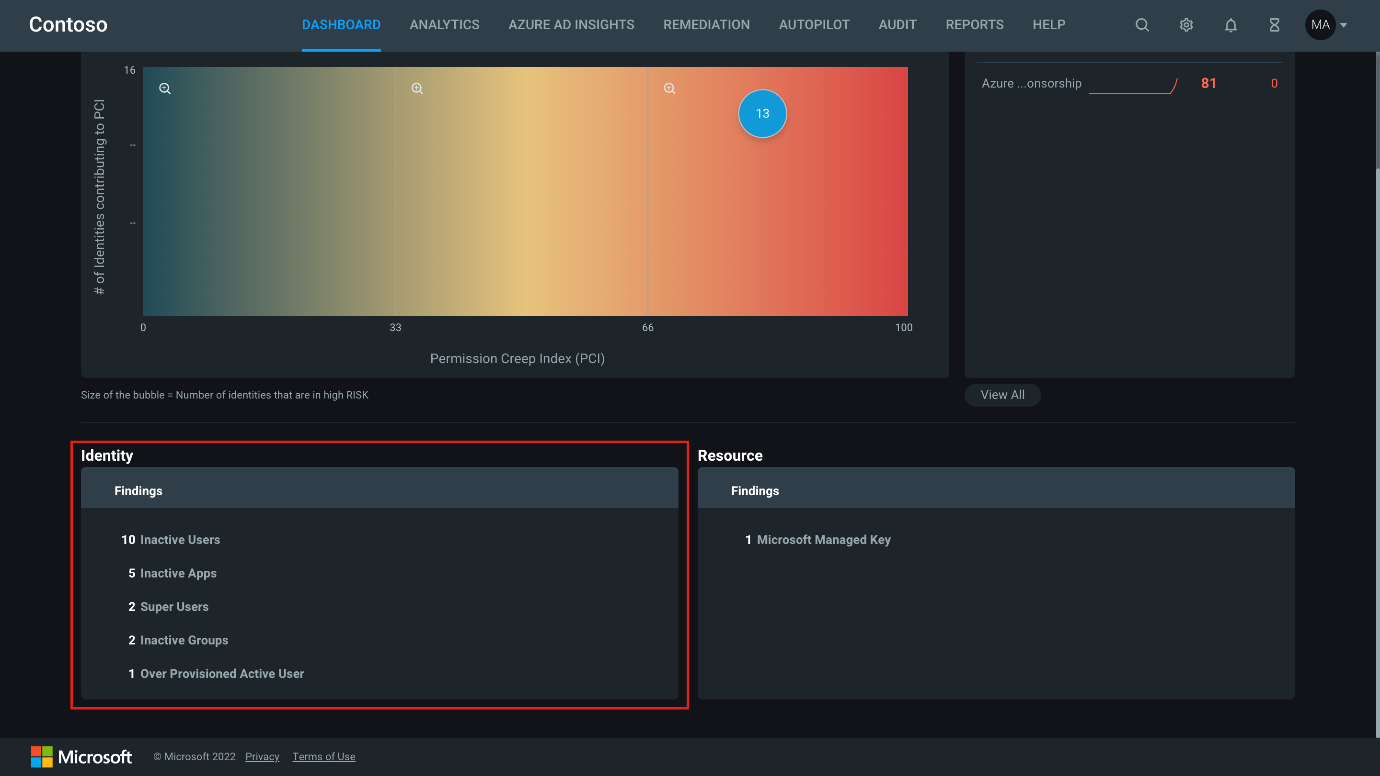 Contoso
DASHBOARD ANALYTICS AZURE AD INSIGHTS REMEDIATION AUTOPILOT AUDIT REPORTS HELP MA
# of Identities contributing to PCI
16
--
--
13
0 33 66 100
Permission Creep Index (PCI)
Size of the bubble = Number of identities that are in high RISK
Azure ...onsorship 81 0
View All
Identity
Findings
10 Inactive Users
5 Inactive Apps
2 Super Users
2 Inactive Groups
1 Over Provisioned Active User
Resource
Findings
1 Microsoft Managed Key
Microsoft © Microsoft 2022 Privacy Terms of Use